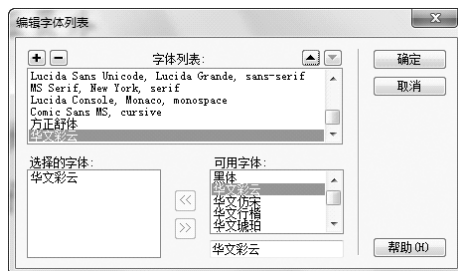 编辑字体列表
字体列表:
Lucida Sans Unicode, Lucida Grande, sans-serif
MS Serif, New York, serif
Lucida Console, Monaco, monospace
Comic Sans MS, cursive
方正舒体
华文彩云
确定
取消
选择的字体:
华文彩云
可用字体:
黑体
华文彩云
华文仿宋
华文行楷
华文琥珀
华文彩云
帮助(H)